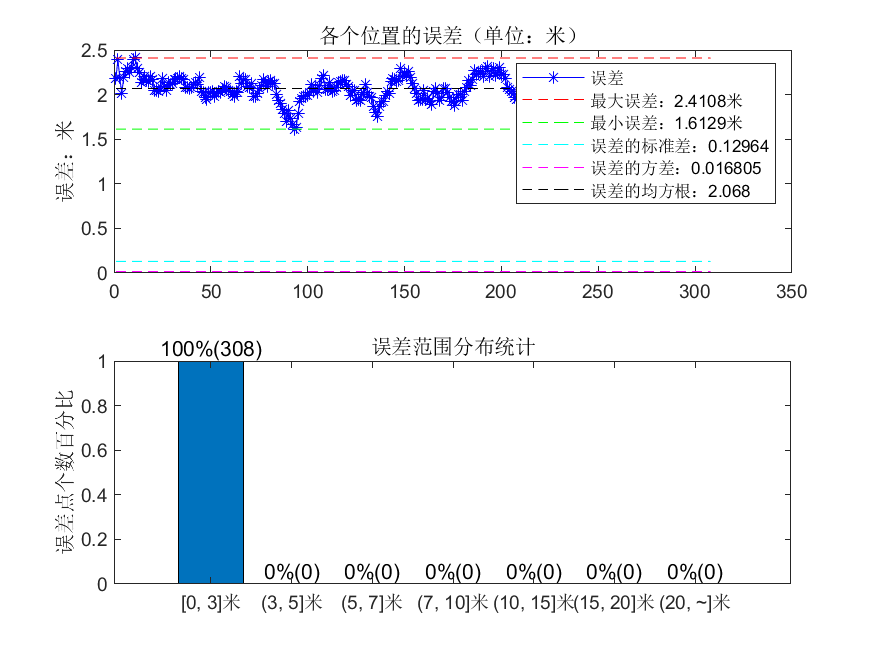 各个位置的误差（单位：米）
误差：米
2.5
2
1.5
1
0.5
0
0 50 100 150 200 250 300 350
误差
最大误差：2.4108米
最小误差：1.6129米
误差的标准差：0.12964
误差的方差：0.016805
误差的均方根：2.068
误差范围分布统计
误差点个数百分比
1
0.8
0.6
0.4
0.2
0
100%(308) 0%(0) 0%(0) 0%(0) 0%(0) 0%(0) 0%(0)
[0, 3]米 (3, 5]米 (5, 7]米 (7, 10]米 (10, 15]米 (15, 20]米 (20, ~]米